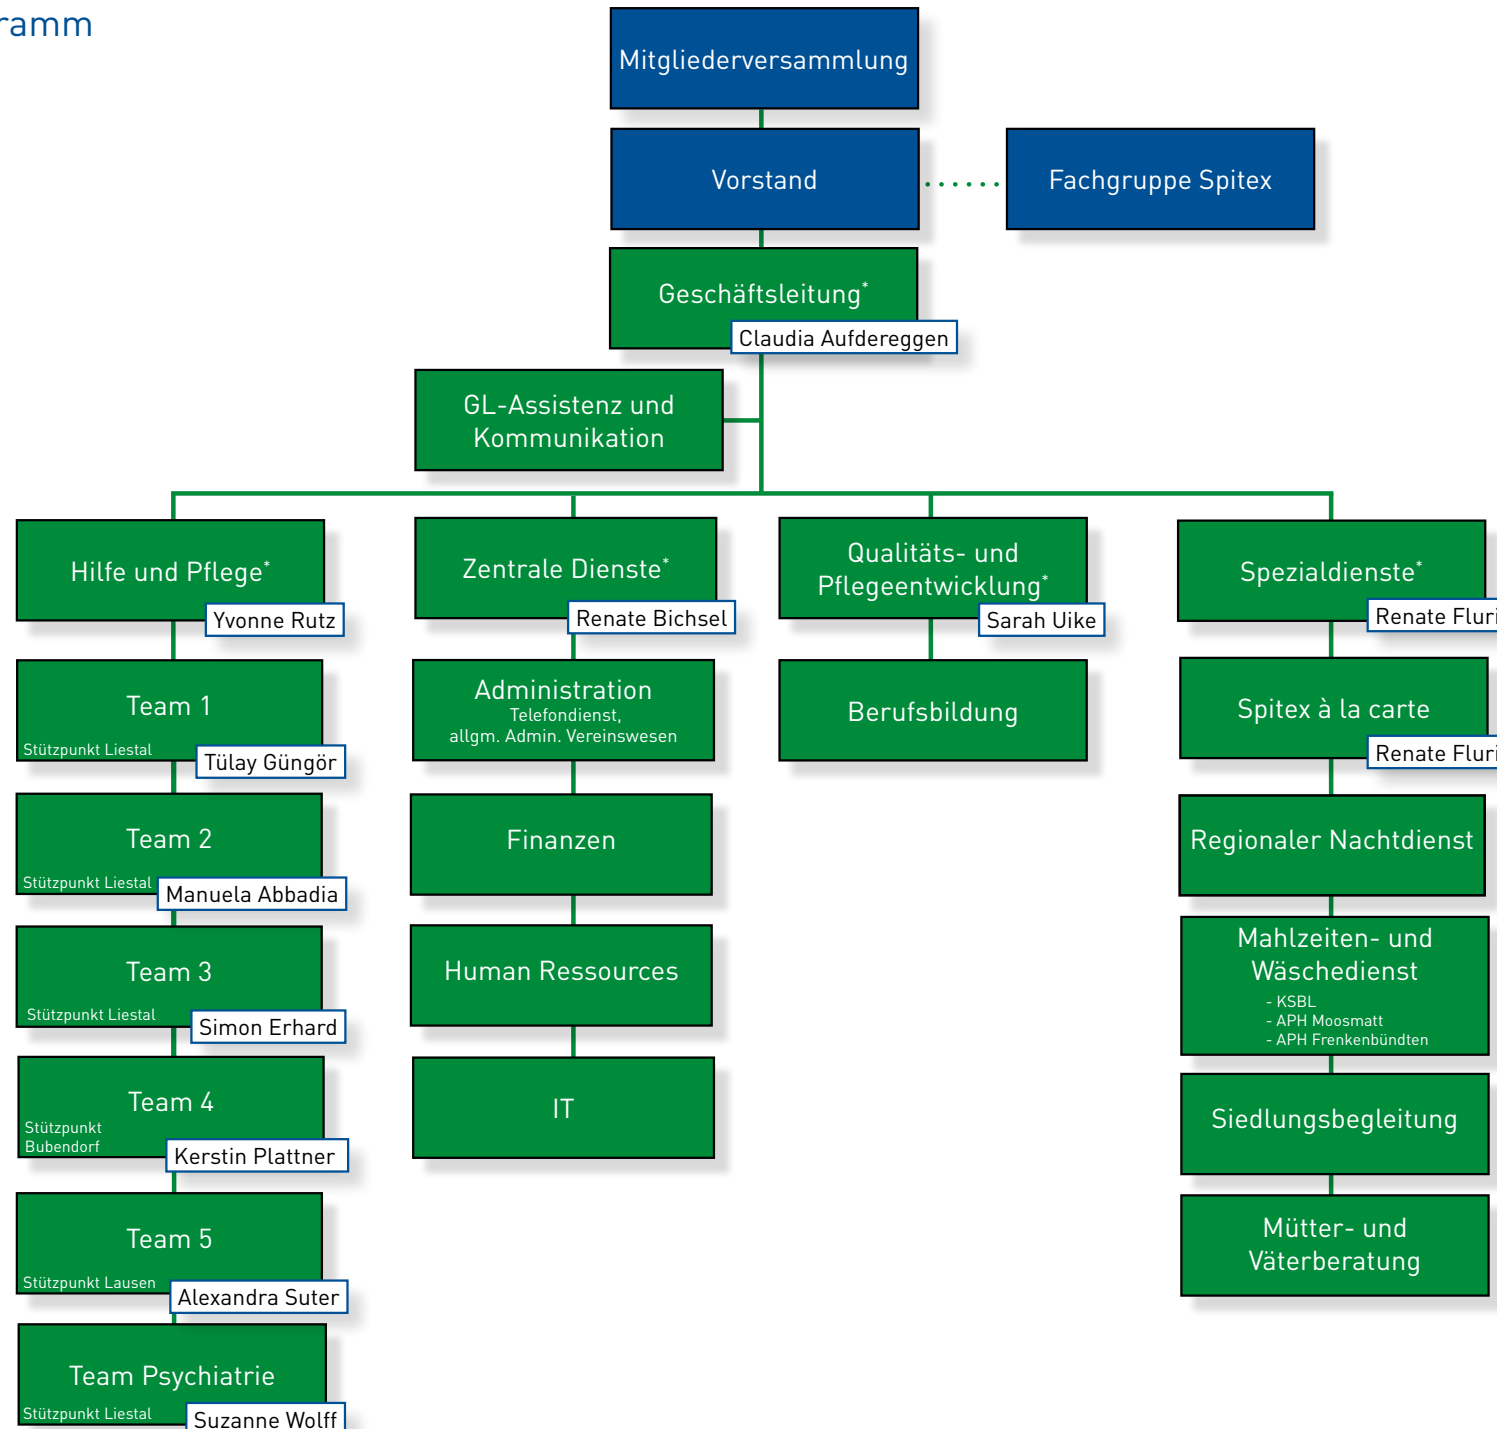 ramm
Mitgliederversammlung
Vorstand
Fachgruppe Spitex
Geschäftsleitung*
Claudia Aufdereggen
GL-Assistenz und
Kommunikation
Hilfe und Pflege*
Yvonne Rutz
Team 1
Stützpunkt Liestal
Tülay Güngör
Team 2
Stützpunkt Liestal
Manuela Abbadia
Team 3
Stützpunkt Liestal
Simon Erhard
Team 4
Stützpunkt
Bubendorf
Kerstin Plattner
Team 5
Stützpunkt Lausen
Alexandra Suter
Team Psychiatrie
Stützpunkt Liestal
Suzanne Wolff
Zentrale Dienste*
Renate Bichsel
Administration
Telefondienst,
allgm. Admin. Vereinswesen
Finanzen
Human Ressources
IT
Qualitäts- und
Pflegeentwicklung*
Sarah Uike
Berufsbildung
Spezialdienste*
Renate Fluri
Spitex à la carte
Renate Fluri
Regionaler Nachtdienst
Mahlzeiten- und
Wäschedienst
- KSBL
- APH Moosmatt
- APH Frenkenbündten
Siedlungsbegleitung
Mütter- und
Väterberatung